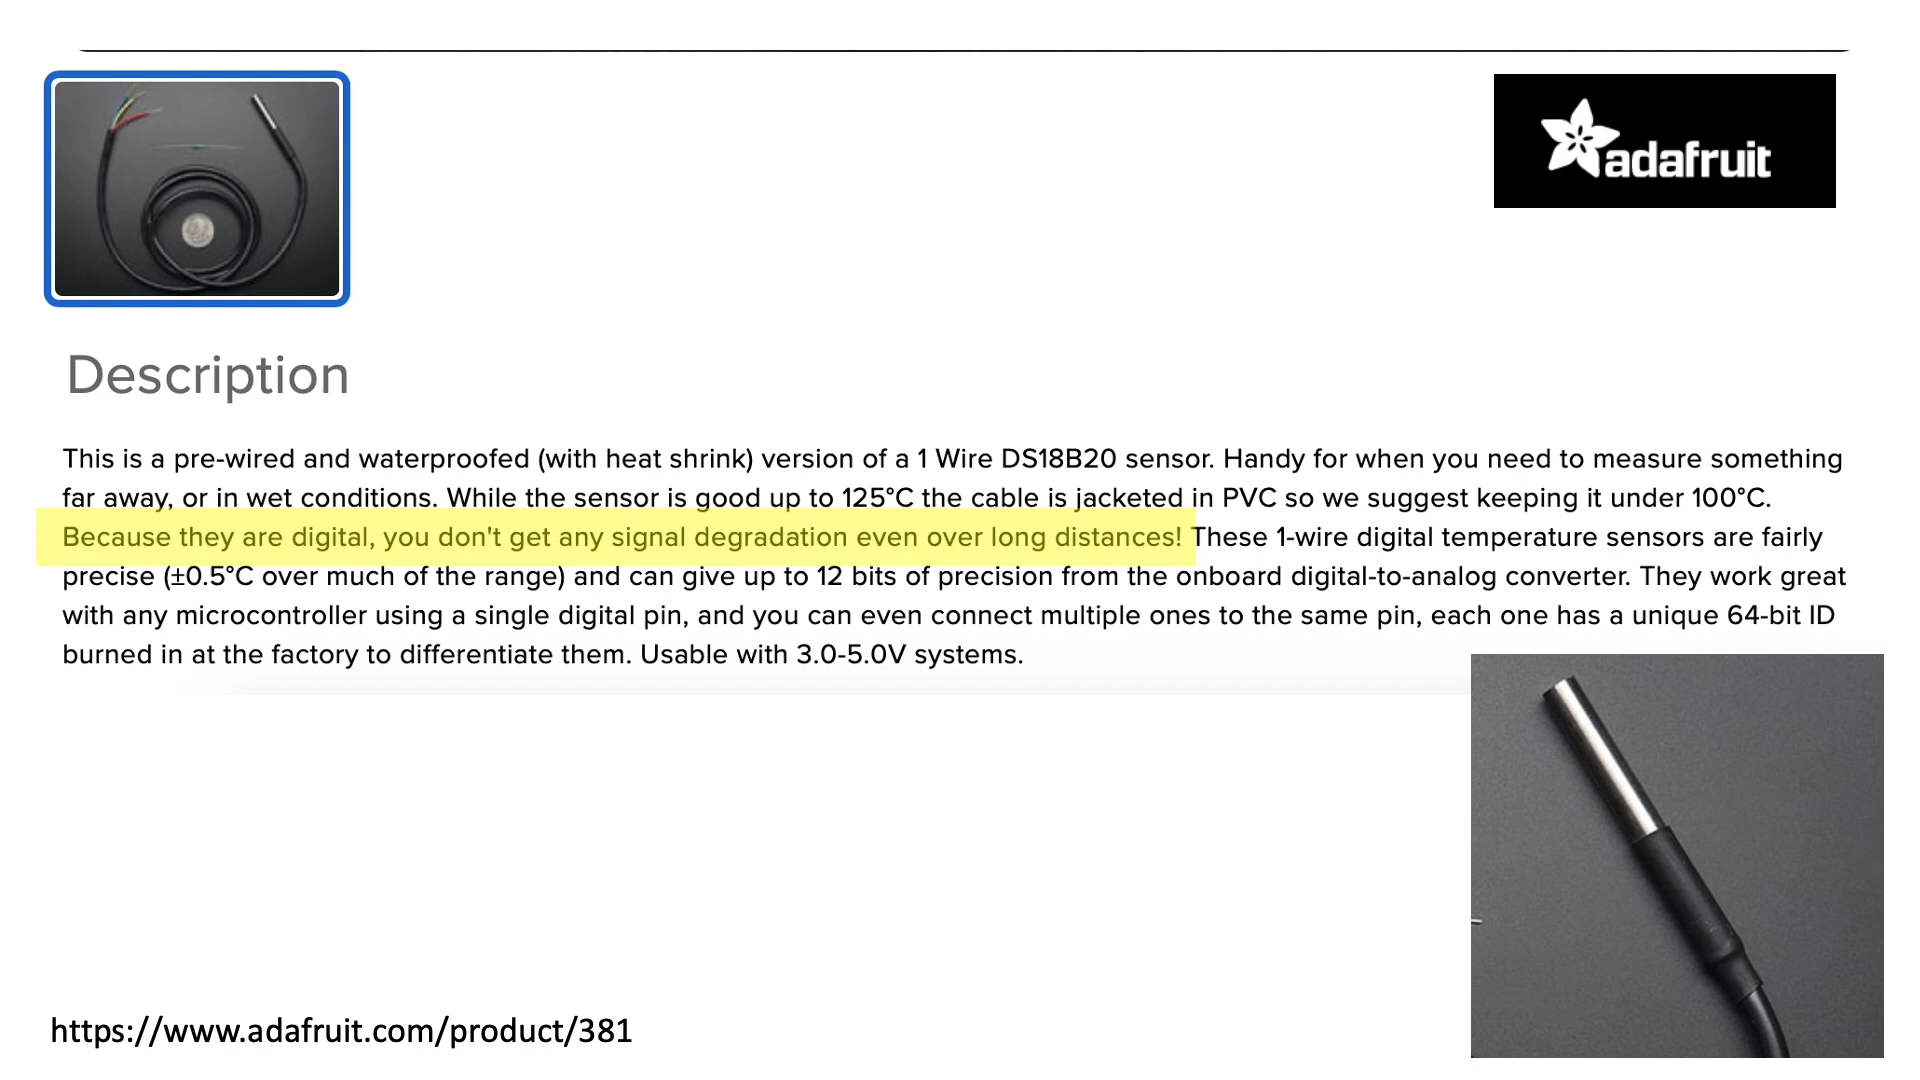 adafruit
Description
This is a pre-wired and waterproofed (with heat shrink) version of a 1 Wire DS18B20 sensor. Handy for when you need to measure something
far away, or in wet conditions. While the sensor is good up to 125°C the cable is jacketed in PVC so we suggest keeping it under 100°C.
Because they are digital, you don't get any signal degradation even over long distances! These 1-wire digital temperature sensors are fairly
precise (±0.5°C over much of the range) and can give up to 12 bits of precision from the onboard digital-to-analog converter. They work great
with any microcontroller using a single digital pin, and you can even connect multiple ones to the same pin, each one has a unique 64-bit ID
burned in at the factory to differentiate them. Usable with 3.0-5.0V systems.
https://www.adafruit.com/product/381